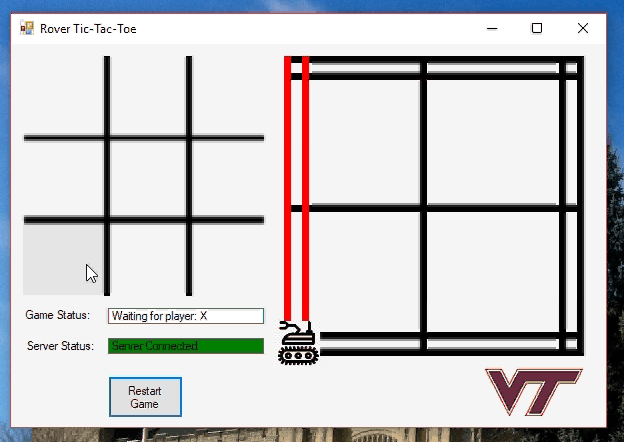 Rover Tic-Tac-Toe
Game Status:
Waiting for player: X
Server Status:
Server Connected
Restart
Game
VT